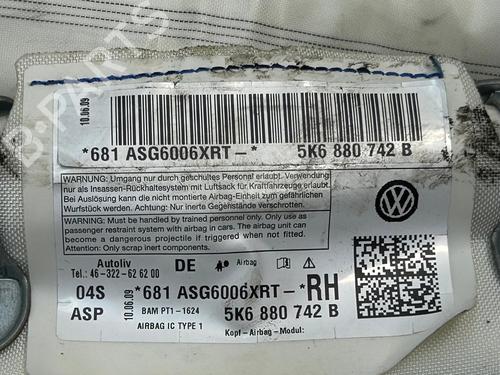 10.06.09
*681 ASG6006XRT-* 5K6 880 742 B
WARNUNG: Umgang nur durch geschultes Personal erlaubt. Verwendung
nur als Insassen-Rückhaltesystem mit Luftsack für Kraftfahrzeuge erlaubt.
Bei Auslösung kann die nicht montierte Airbag-Einheit zum gefährlichen
Wurfstück werden. Achtung: Nur inerte Gegenstände verschrotten.
WARNING: Must be handled by trained personnel only. Only use as
passenger restraint system with airbag in cars. The airbag unit can
become a dangerous projectile if triggered when not fitted.
Attention: Only scrap inert components.
Autoliv
Tel.: 46-322-62 62 00
DE
Airbag
04S *681 ASG6006XRT-*RH
ASP
10.06.09
BAM PT1-1624
5K6 880 742 B
AIRBAG IC TYPE 1
Kopf-Airbag-Modul:
B-PARTS